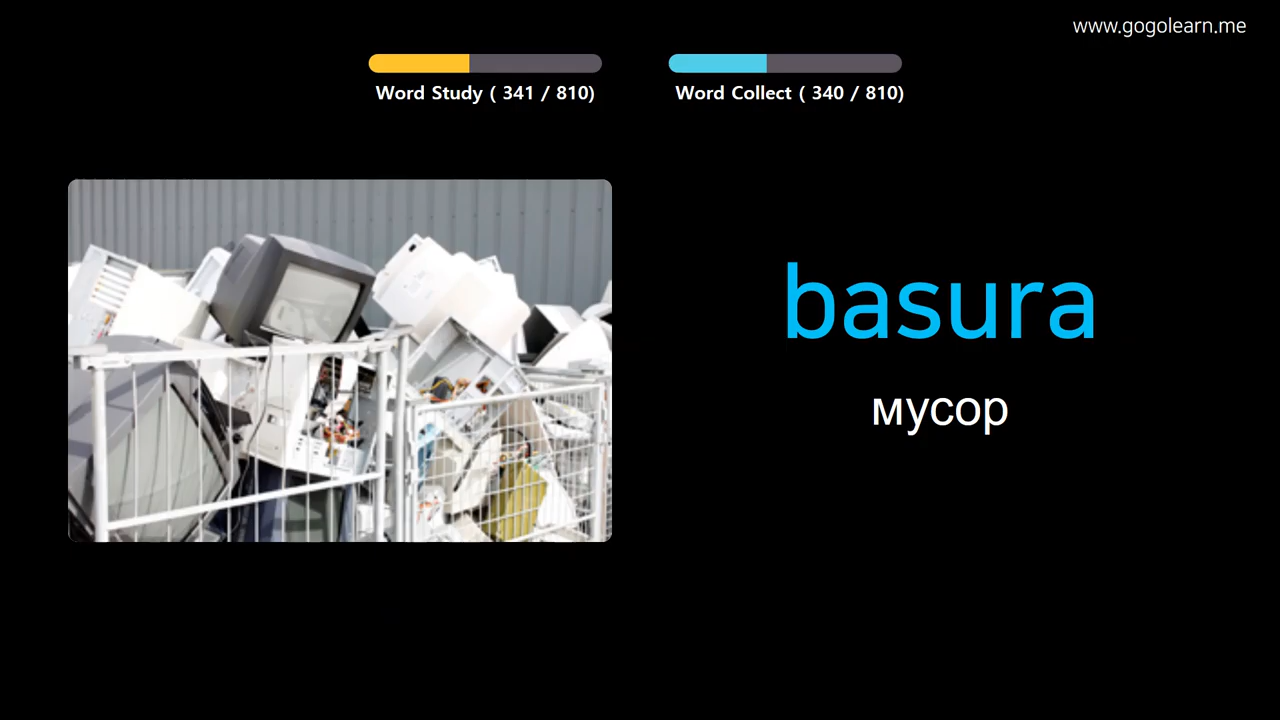 www.gogolearn.me
Word Study ( 341 / 810)
Word Collect ( 340 / 810)
basura
мусор